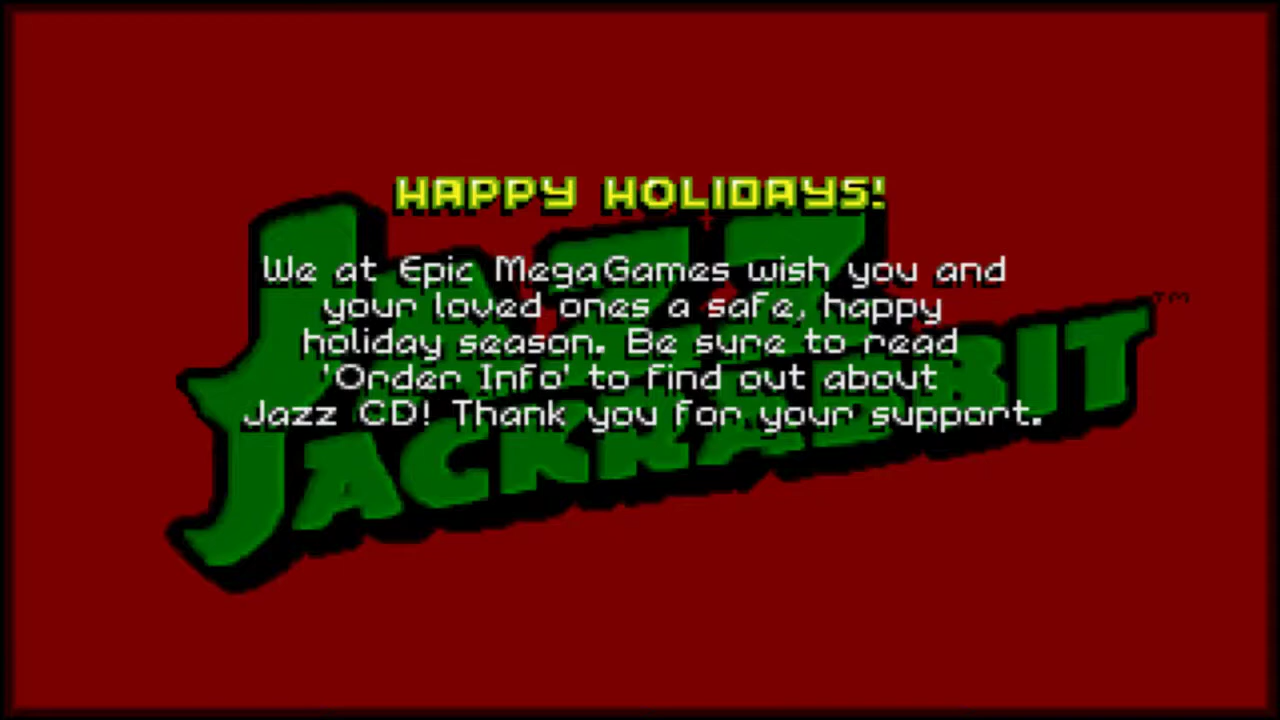 HAPPY HOLIDAYS!
We at Epic MegaGames wish you and
your loved ones a safe, happy
holiday season. Be sure to read
'Order Info' to find out about
Jazz CD! Thank you for your support.
JAZZ
JACKRABBIT
TM